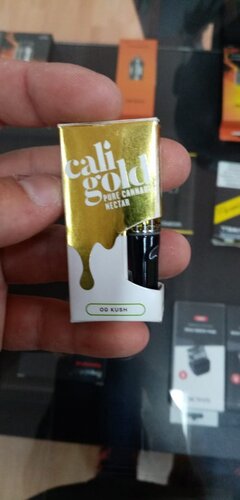 cali
gold
PURE CANNABIS
NECTAR
OG KUSH